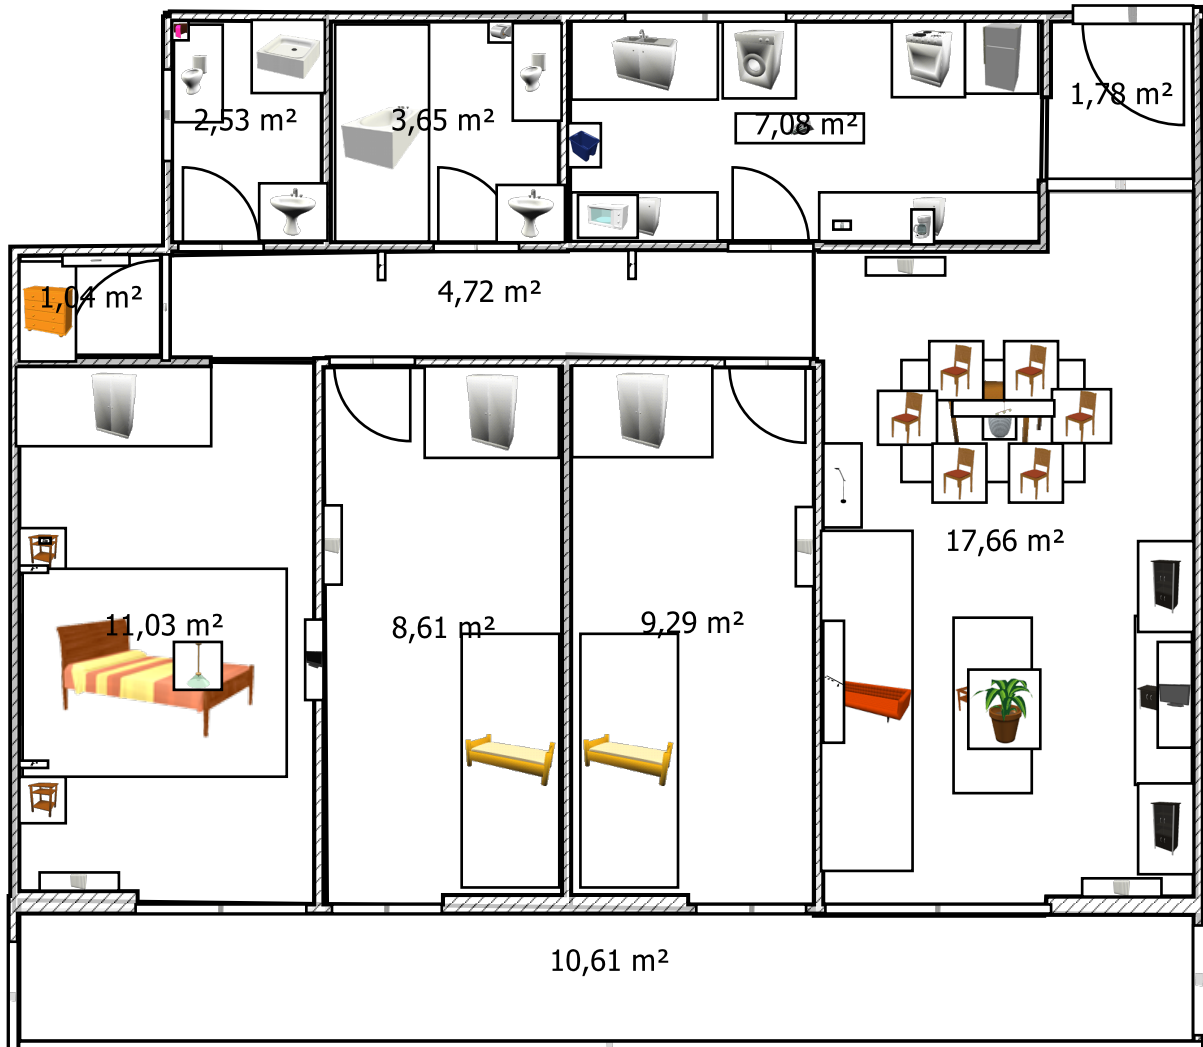 2,53 m²
3,65 m²
7,08 m²
1,78 m²
1,04 m²
4,72 m²
17,66 m²
11,03 m²
8,61 m²
9,29 m²
10,61 m²